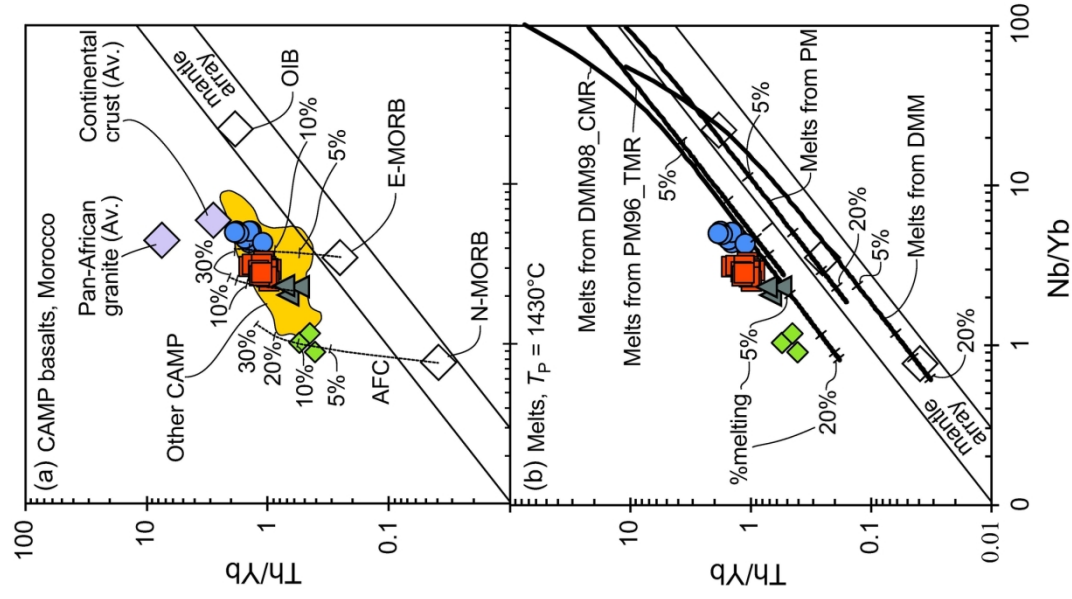 (a) CAMP basalts, Morocco
Pan-African
granite (Av.)
Continental
crust (Av.)
Other CAMP
mantle
array
OIB
10%
5%
E-MORB
N-MORB
30%
10%
30%
20%
10%
5%
AFC
100
10
1
0.1
Th/Yb
(b) Melts, TP = 1430°C
Melts from DMM98_CMR
Melts from PM96_TMR
5%
5%
Melts from PM
20%
5%
Melts from DMM
20%
5%
%melting
20%
mantle
array
10
1
0.1
0.01
Th/Yb
0
1
10
100
Nb/Yb